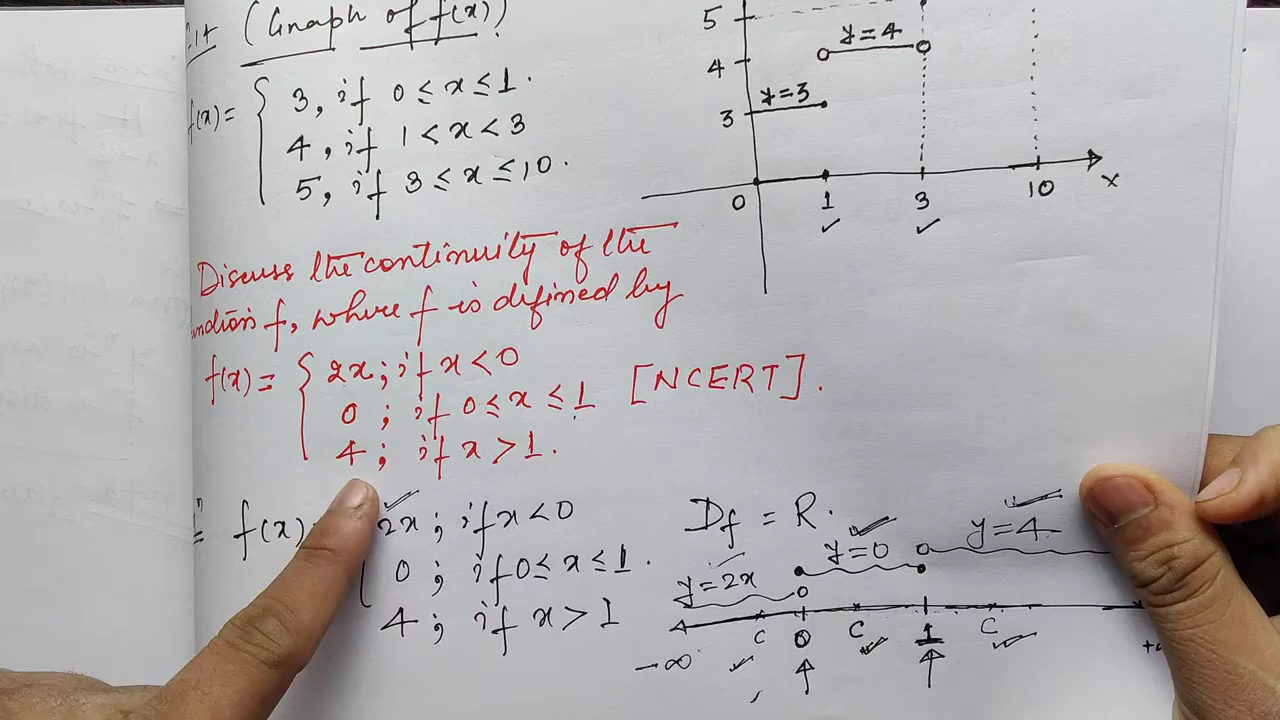 (Graph of f(x))
f(x) = { 3, if 0 ≤ x ≤ 1.
4, if 1 < x < 3
5, if 3 ≤ x ≤ 10.
5
4
3
y=4
y=3
0 1 3 10 x
Discuss the continuity of the
f, where f is defined by
f(x) = { 2x; if x < 0
0; if 0 ≤ x ≤ 1 [NCERT].
4; if x > 1.
f(x) 2x; if x < 0
0; if 0 ≤ x ≤ 1.
4; if x > 1
Df = R.
y=2x y=0 y=4
C 0 C 1 C
-∞